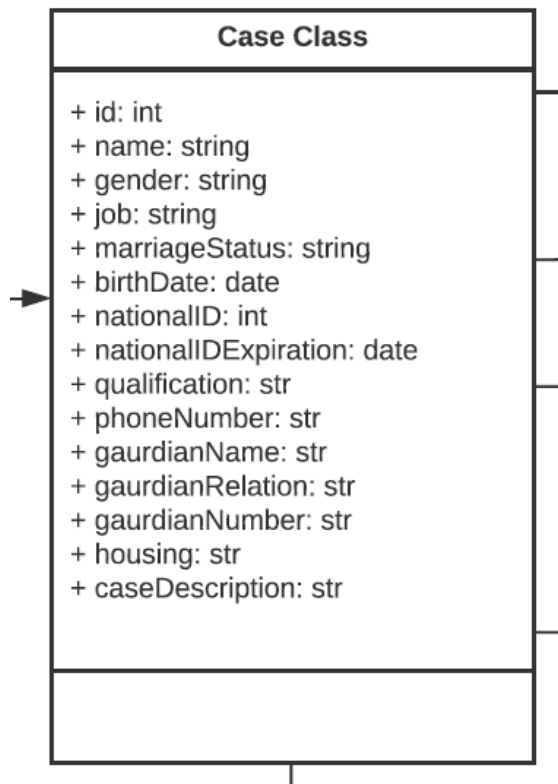 Case Class
+ id: int
+ name: string
+ gender: string
+ job: string
+ marriageStatus: string
+ birthDate: date
+ nationalID: int
+ nationalIDExpiration: date
+ qualification: str
+ phoneNumber: str
+ gaurdianName: str
+ gaurdianRelation: str
+ gaurdianNumber: str
+ housing: str
+ caseDescription: str